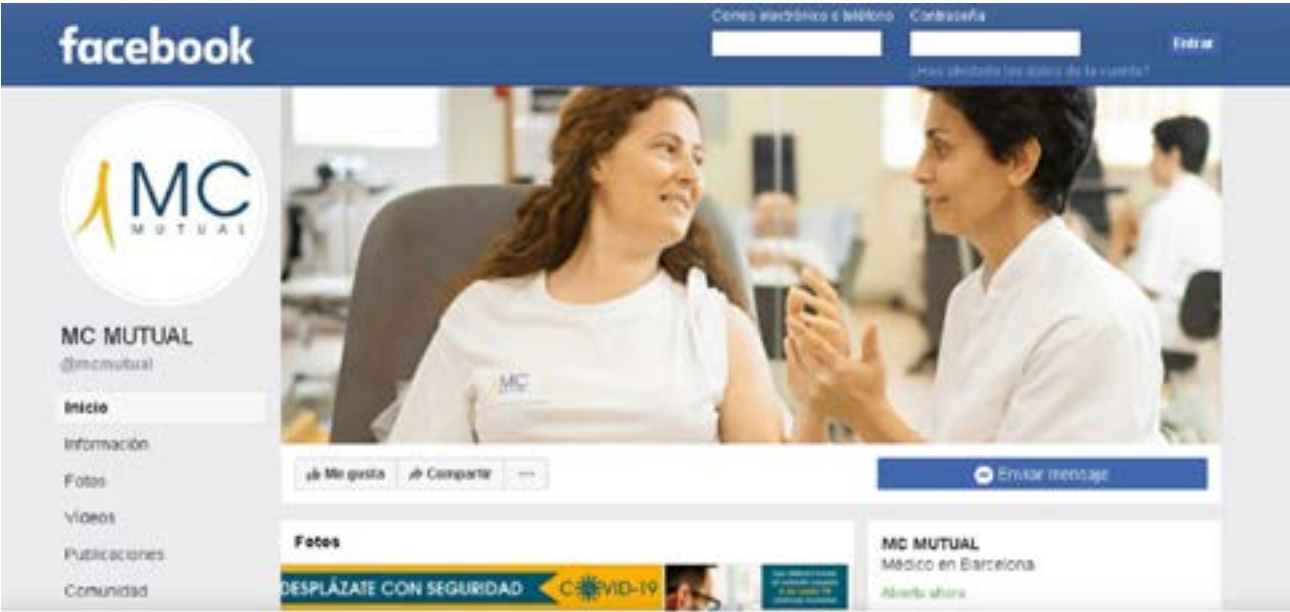 facebook
Correo electrónico o teléfono
Contraseña
Entrar
¿Has olvidado los datos de la cuenta?
MC
MUTUAL
MC MUTUAL
@mcmutual
Inicio
Información
Fotos
Vídeos
Publicaciones
Comunidad
MC
Me gusta
Compartir
Enviar mensaje
Fotos
DESPLÁZATE CON SEGURIDAD
COVID-19
MC MUTUAL
Médico en Barcelona
Abierto ahora